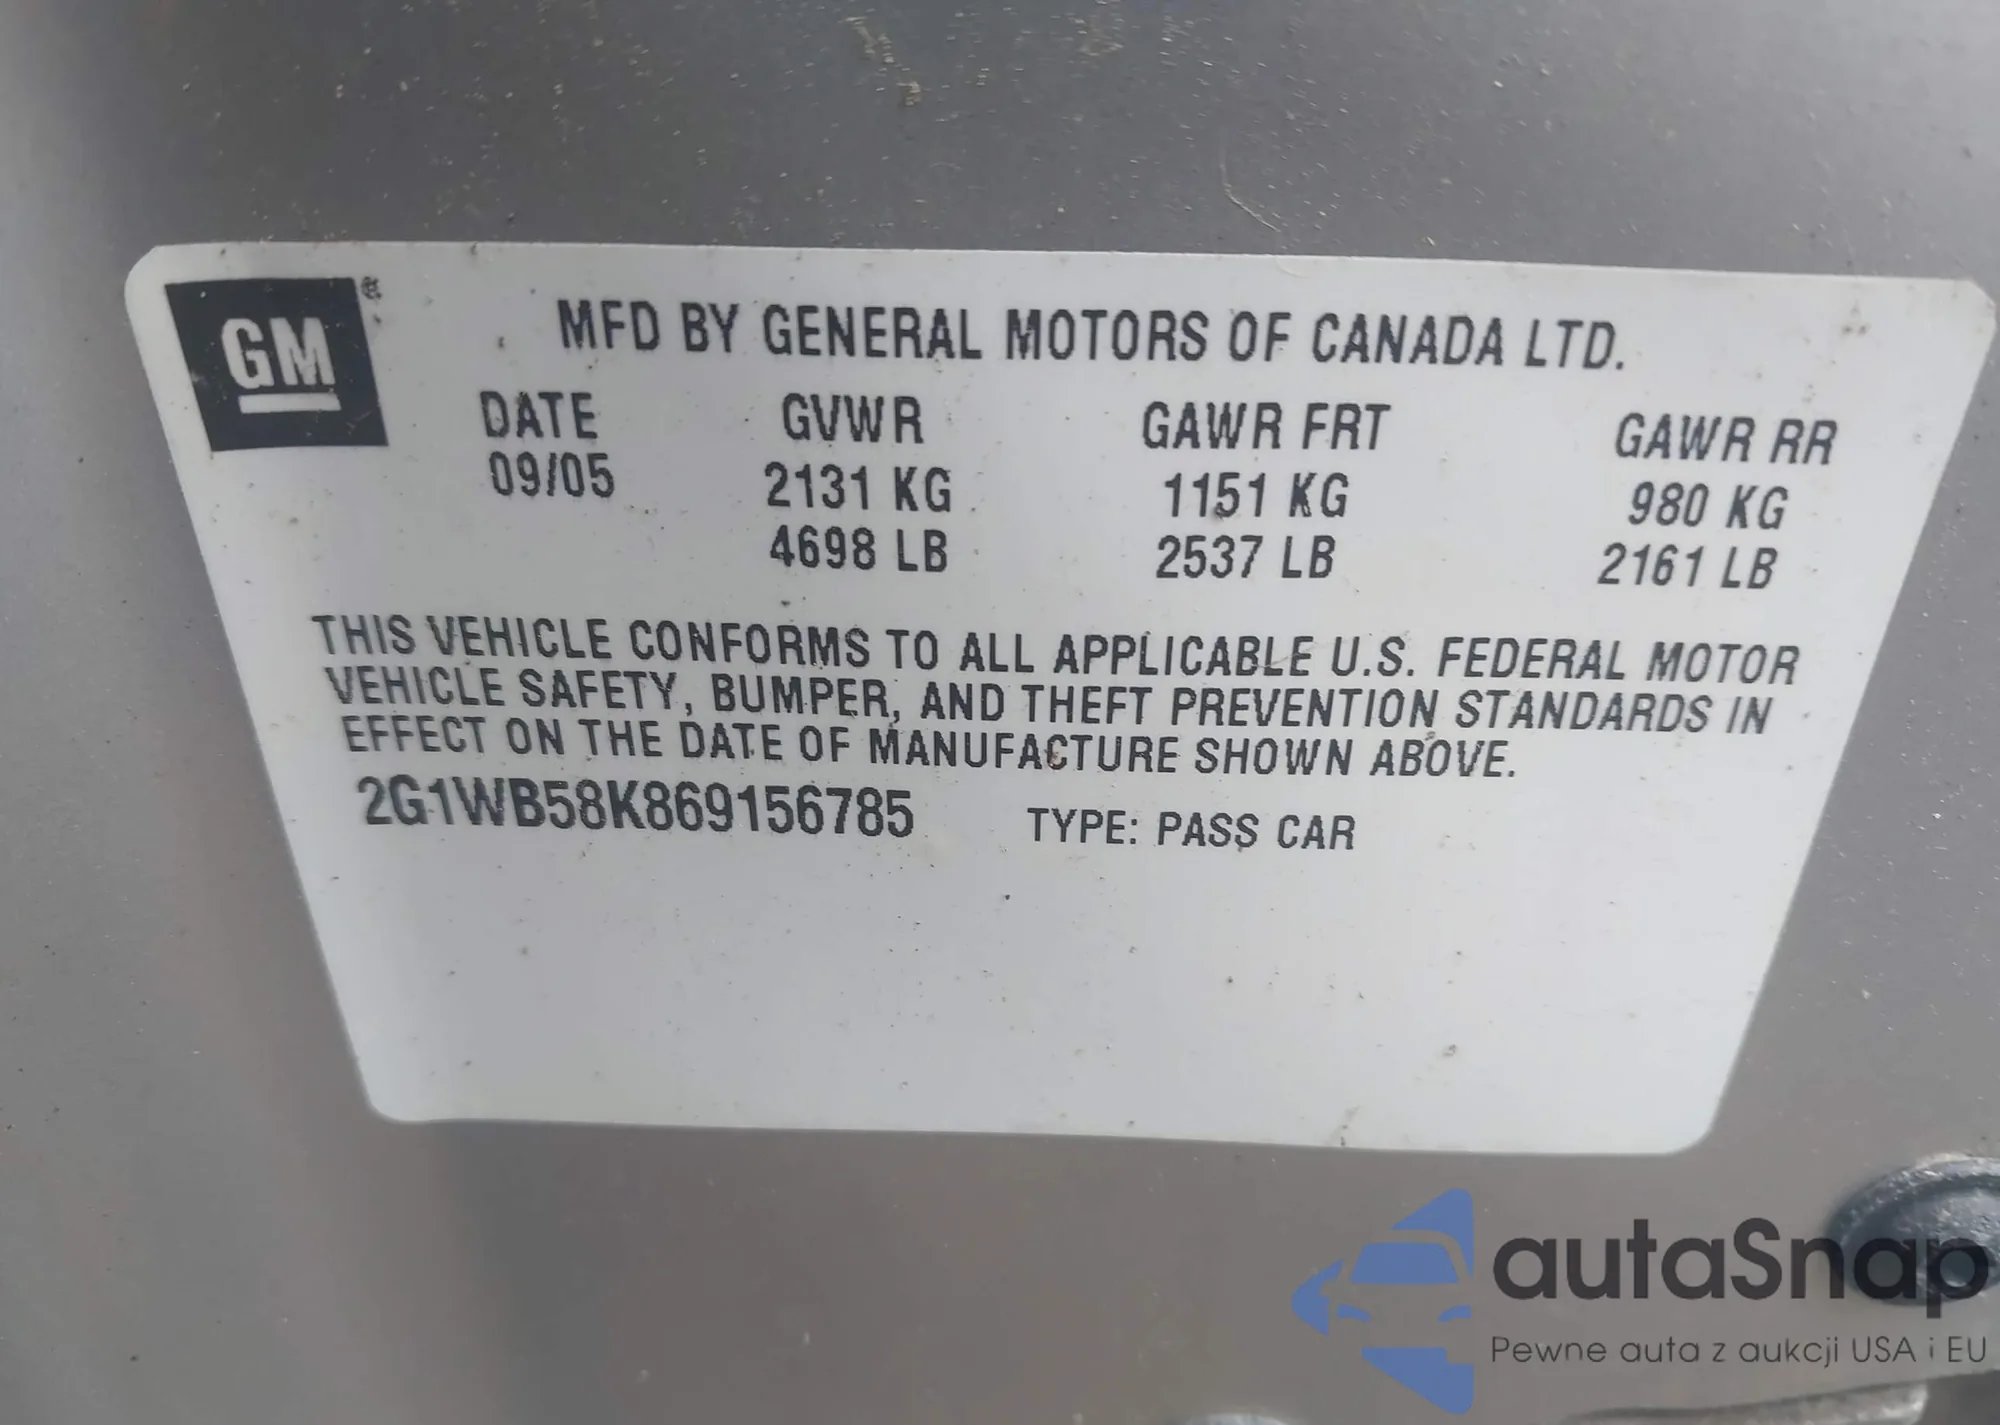 GM ®
MFD BY GENERAL MOTORS OF CANADA LTD.
DATE GVWR GAWR FRT GAWR RR
09/05 2131 KG 1151 KG 980 KG
4698 LB 2537 LB 2161 LB
THIS VEHICLE CONFORMS TO ALL APPLICABLE U.S. FEDERAL MOTOR
VEHICLE SAFETY, BUMPER, AND THEFT PREVENTION STANDARDS IN
EFFECT ON THE DATE OF MANUFACTURE SHOWN ABOVE.
2G1WB58K869156785 TYPE: PASS CAR
autaSnap
Pewne auta z aukcji USA i EU